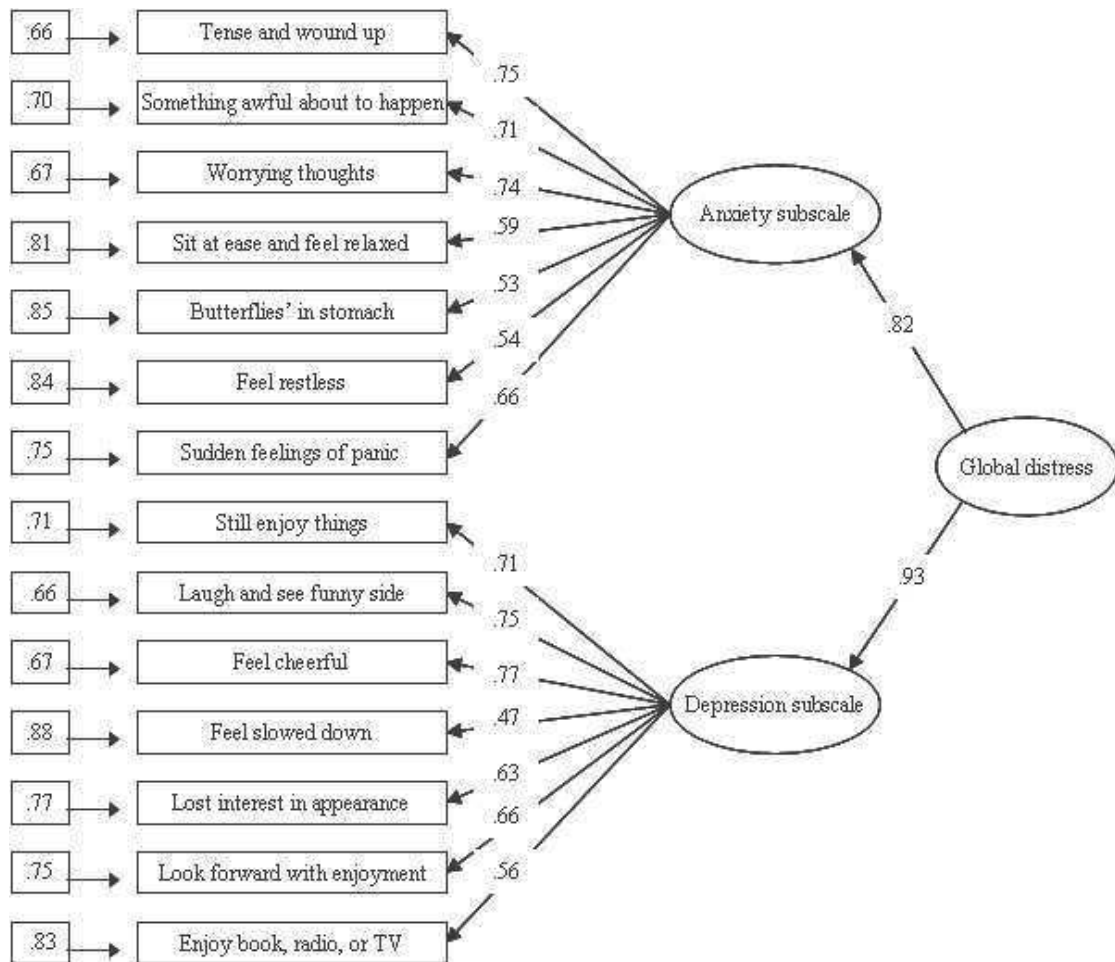 .66 Tense and wound up
.75
.70 Something awful about to happen
.71
.67 Worrying thoughts
.74
Anxiety subscale
.81 Sit at ease and feel relaxed
.59
.85 Butterflies’ in stomach
.53
.82
.84 Feel restless
.54
.66
.75 Sudden feelings of panic
Global distress
.71 Still enjoy things
.71
.93
.66 Laugh and see funny side
.75
.67 Feel cheerful
.77
Depression subscale
.88 Feel slowed down
.47
.77 Lost interest in appearance
.63
.66
.75 Look forward with enjoyment
.56
.83 Enjoy book, radio, or TV